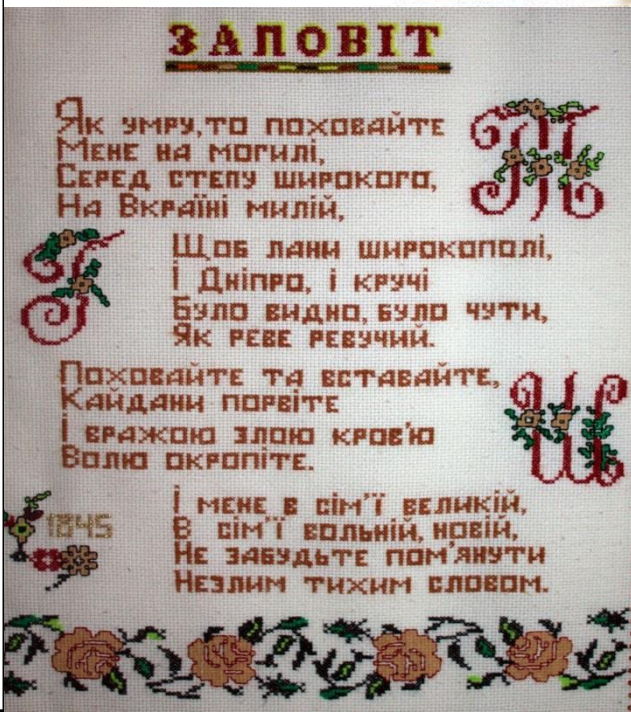 ЗАПОВІТ
Як умру, то поховайте
Мене на могилі,
Серед степу широкого,
На Вкраїні милій,
Т
Г
Щоб лани широкополі,
І Дніпро, і кручі
Було видно, було чути,
Як реве ревучий.
Поховайте та вставайте,
Кайдани порвіте
І вражою злою кров'ю
Волю окропіте.
Ш
І мене в сім'ї великій,
В сім'ї вольній, новій,
Не забудьте пом'янути
Незлим тихим словом.
1845